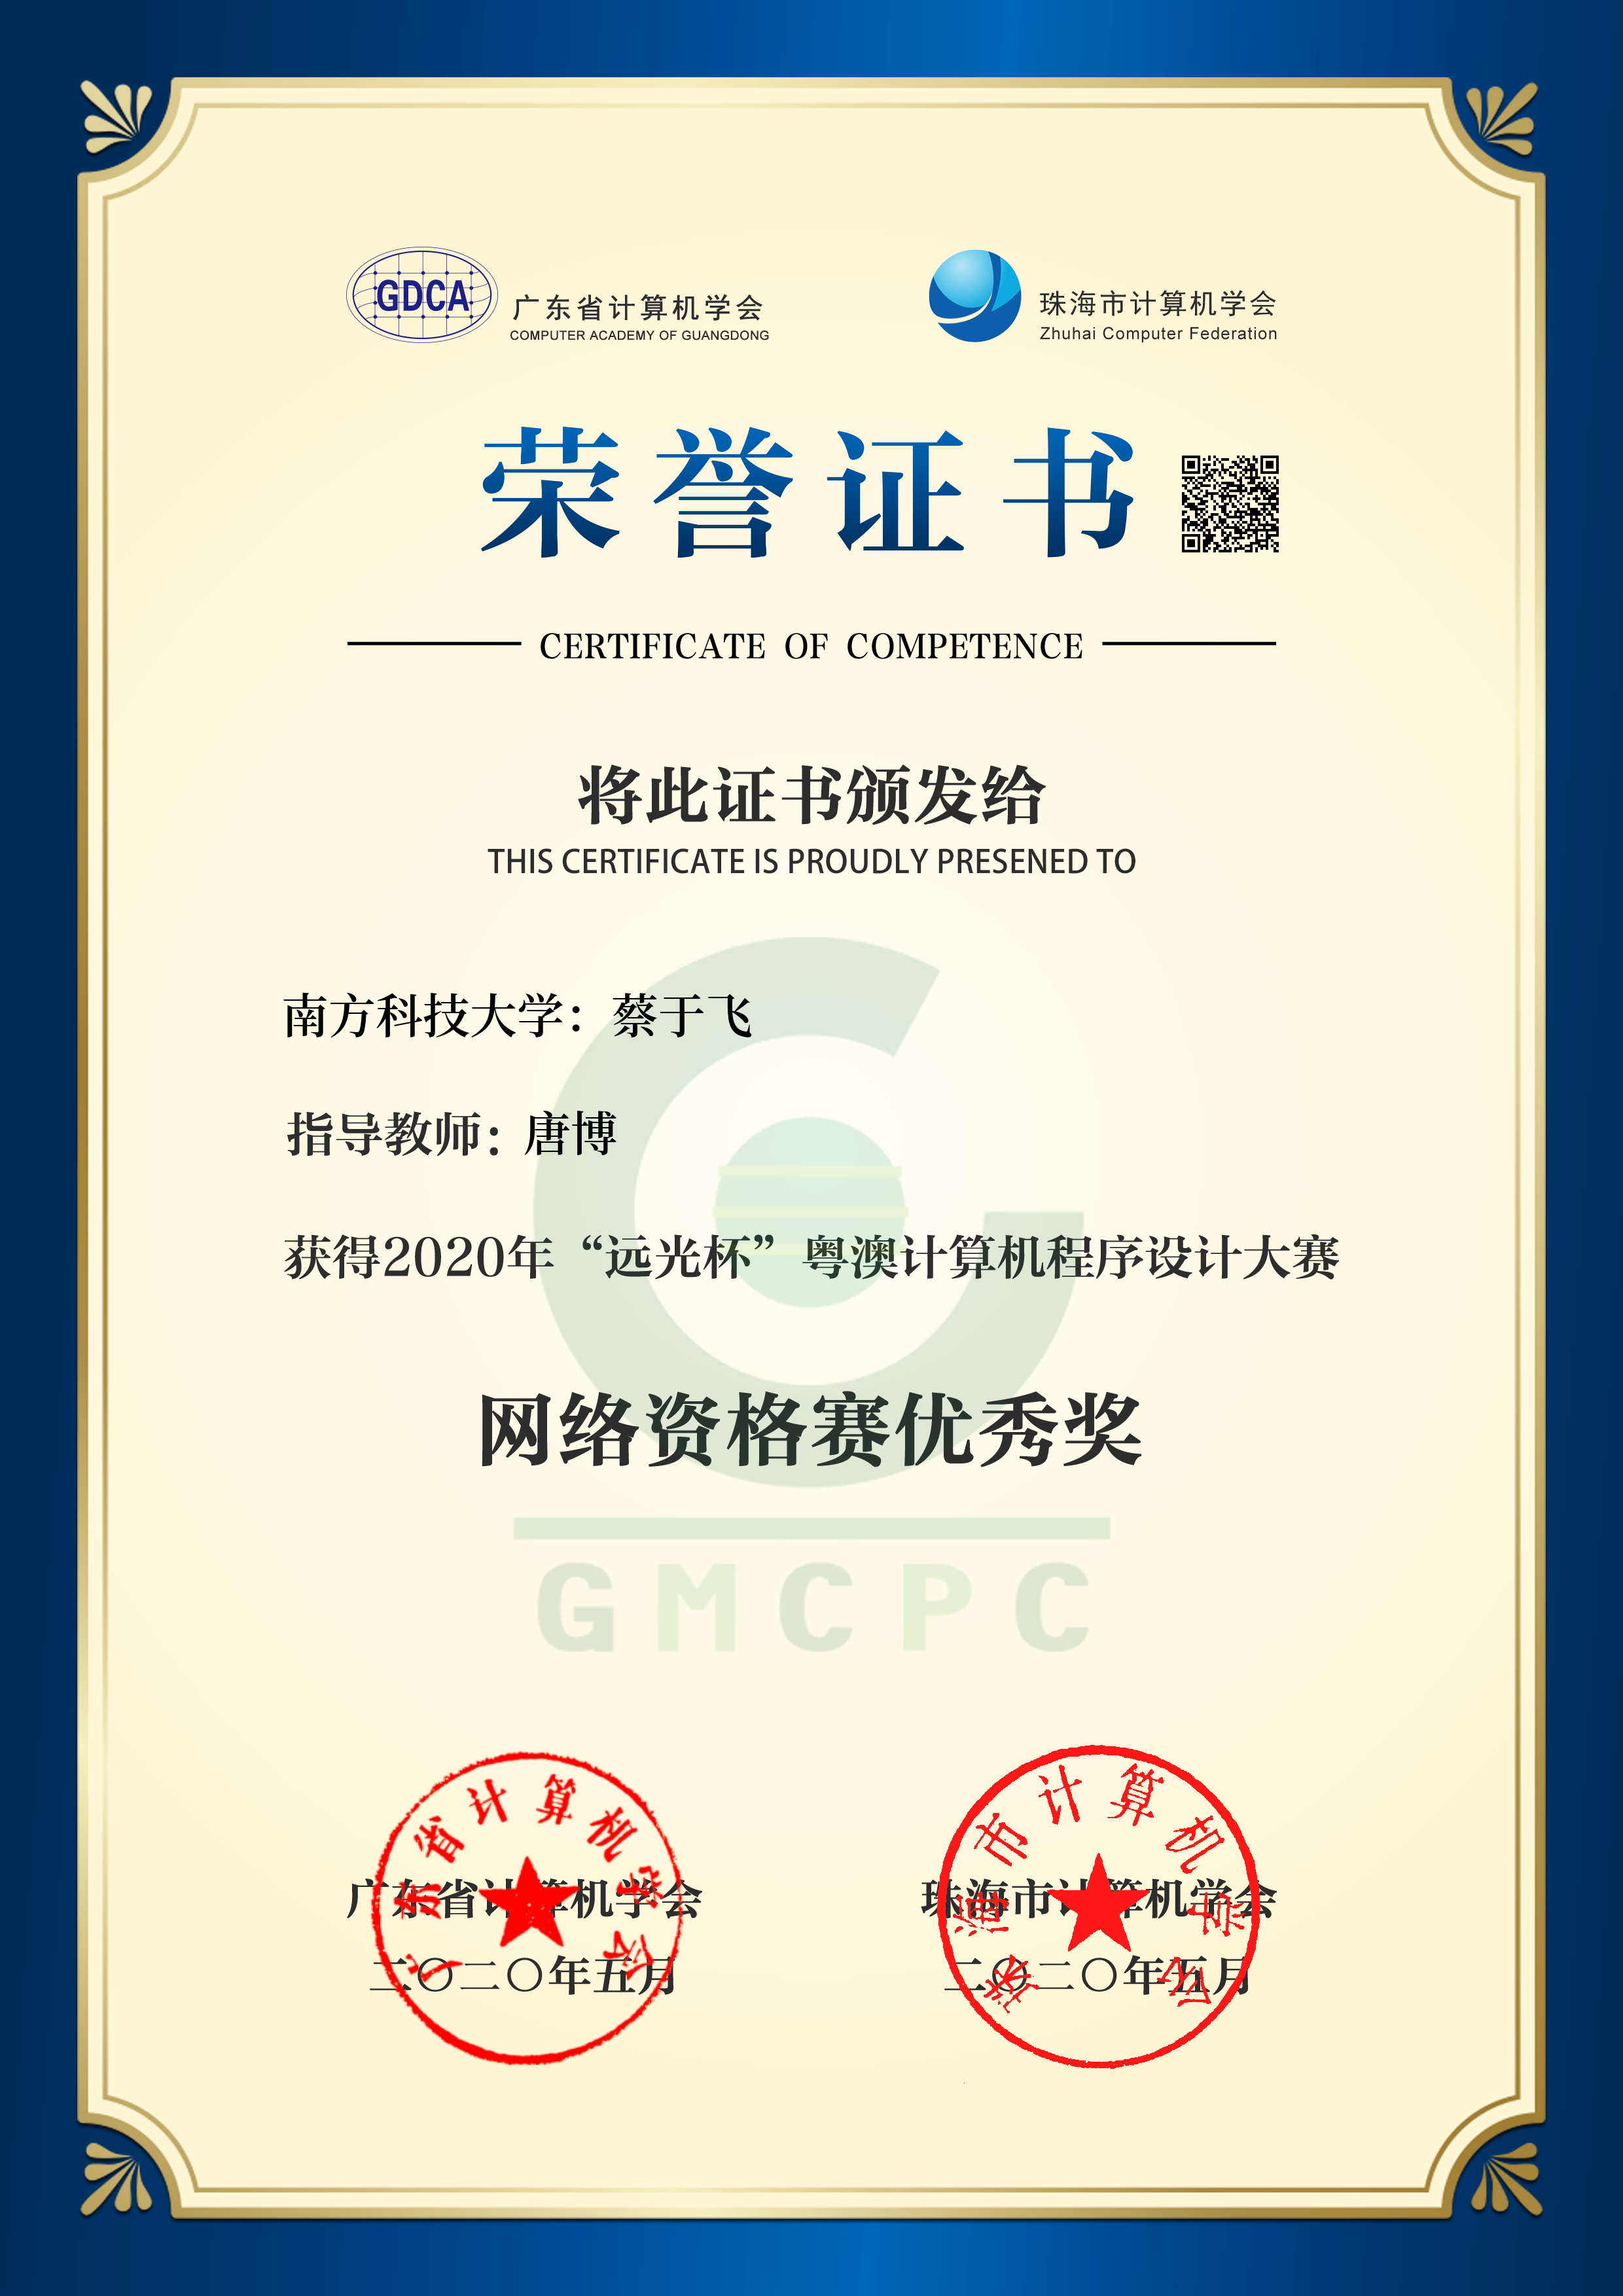 GDCA
广东省计算机学会
COMPUTER ACADEMY OF GUANGDONG
珠海市计算机学会
Zhuhai Computer Federation
荣誉证书
CERTIFICATE OF COMPETENCE
将此证书颁发给
THIS CERTIFICATE IS PROUDLY PRESENED TO
南方科技大学：蔡于飞
指导教师：唐博
获得2020年“远光杯”粤澳计算机程序设计大赛
网络资格赛优秀奖
GMCPC
广东省计算机学会
二〇二〇年五月
广东省计算机学会
珠海市计算机学会
二〇二〇年五月
珠海市计算机学会